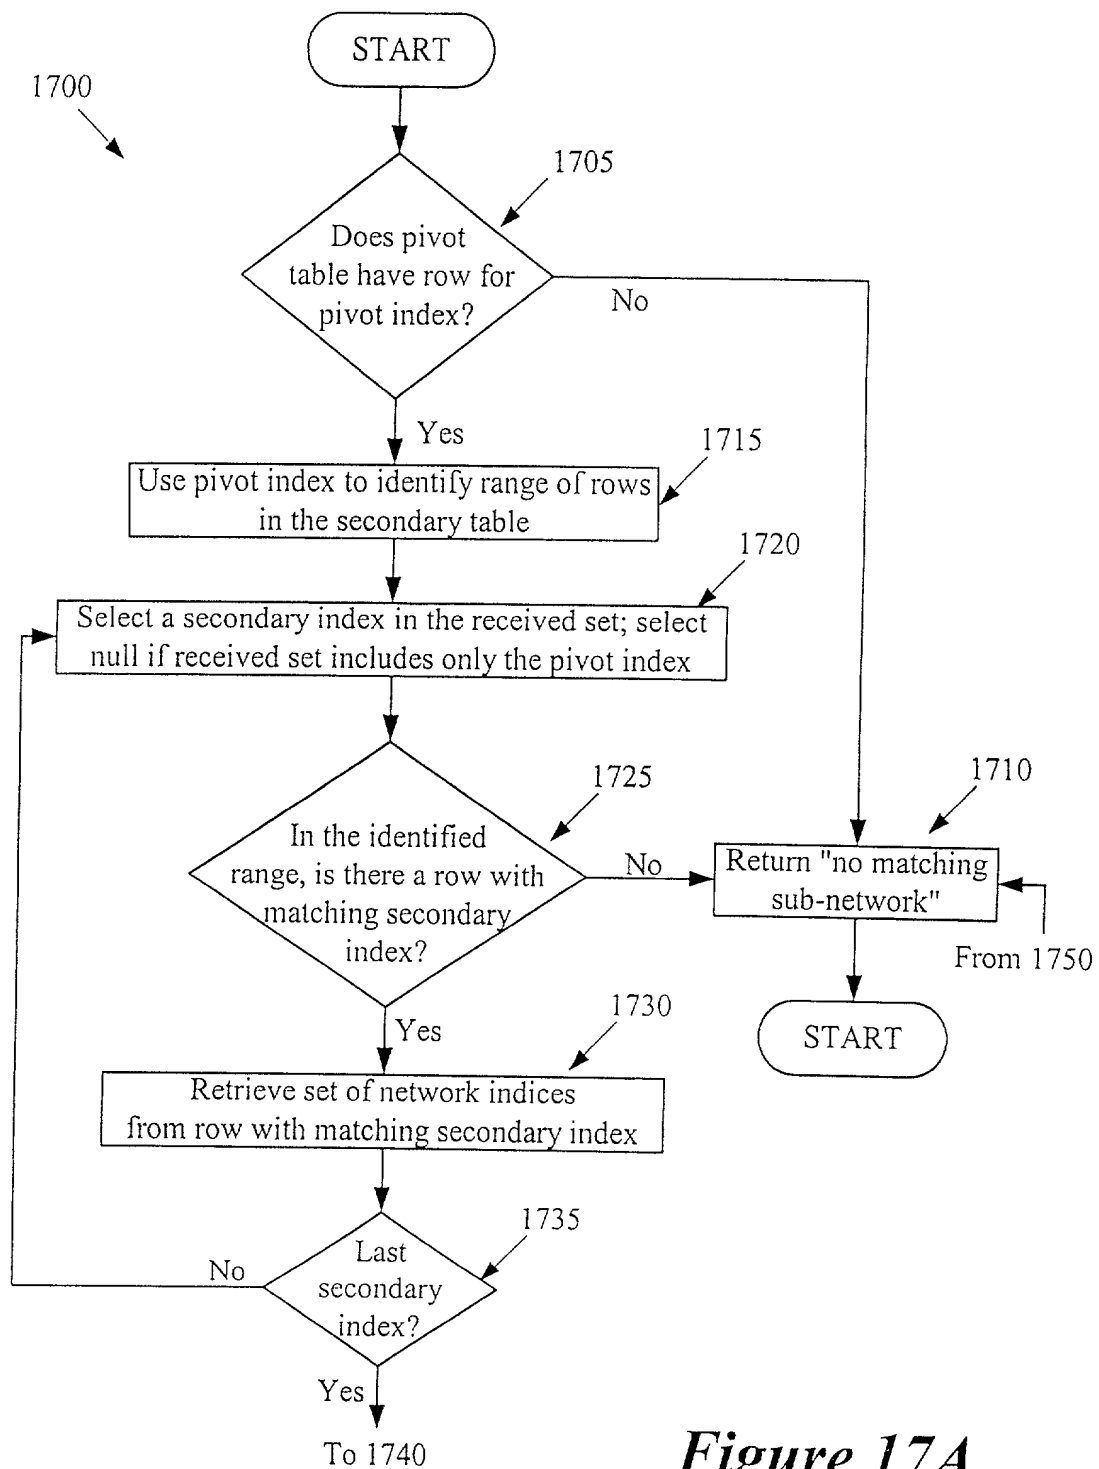 START
1700
1705
Does pivot
table have row for
pivot index?
No
Yes
1715
Use pivot index to identify range of rows
in the secondary table
1720
Select a secondary index in the received set; select
null if received set includes only the pivot index
1725
1710
In the identified
range, is there a row with
matching secondary
index?
No
Return "no matching
sub-network"
From 1750
START
Yes
1730
Retrieve set of network indices
from row with matching secondary index
1735
Last
secondary
index?
No
Yes
To 1740
Figure 17A